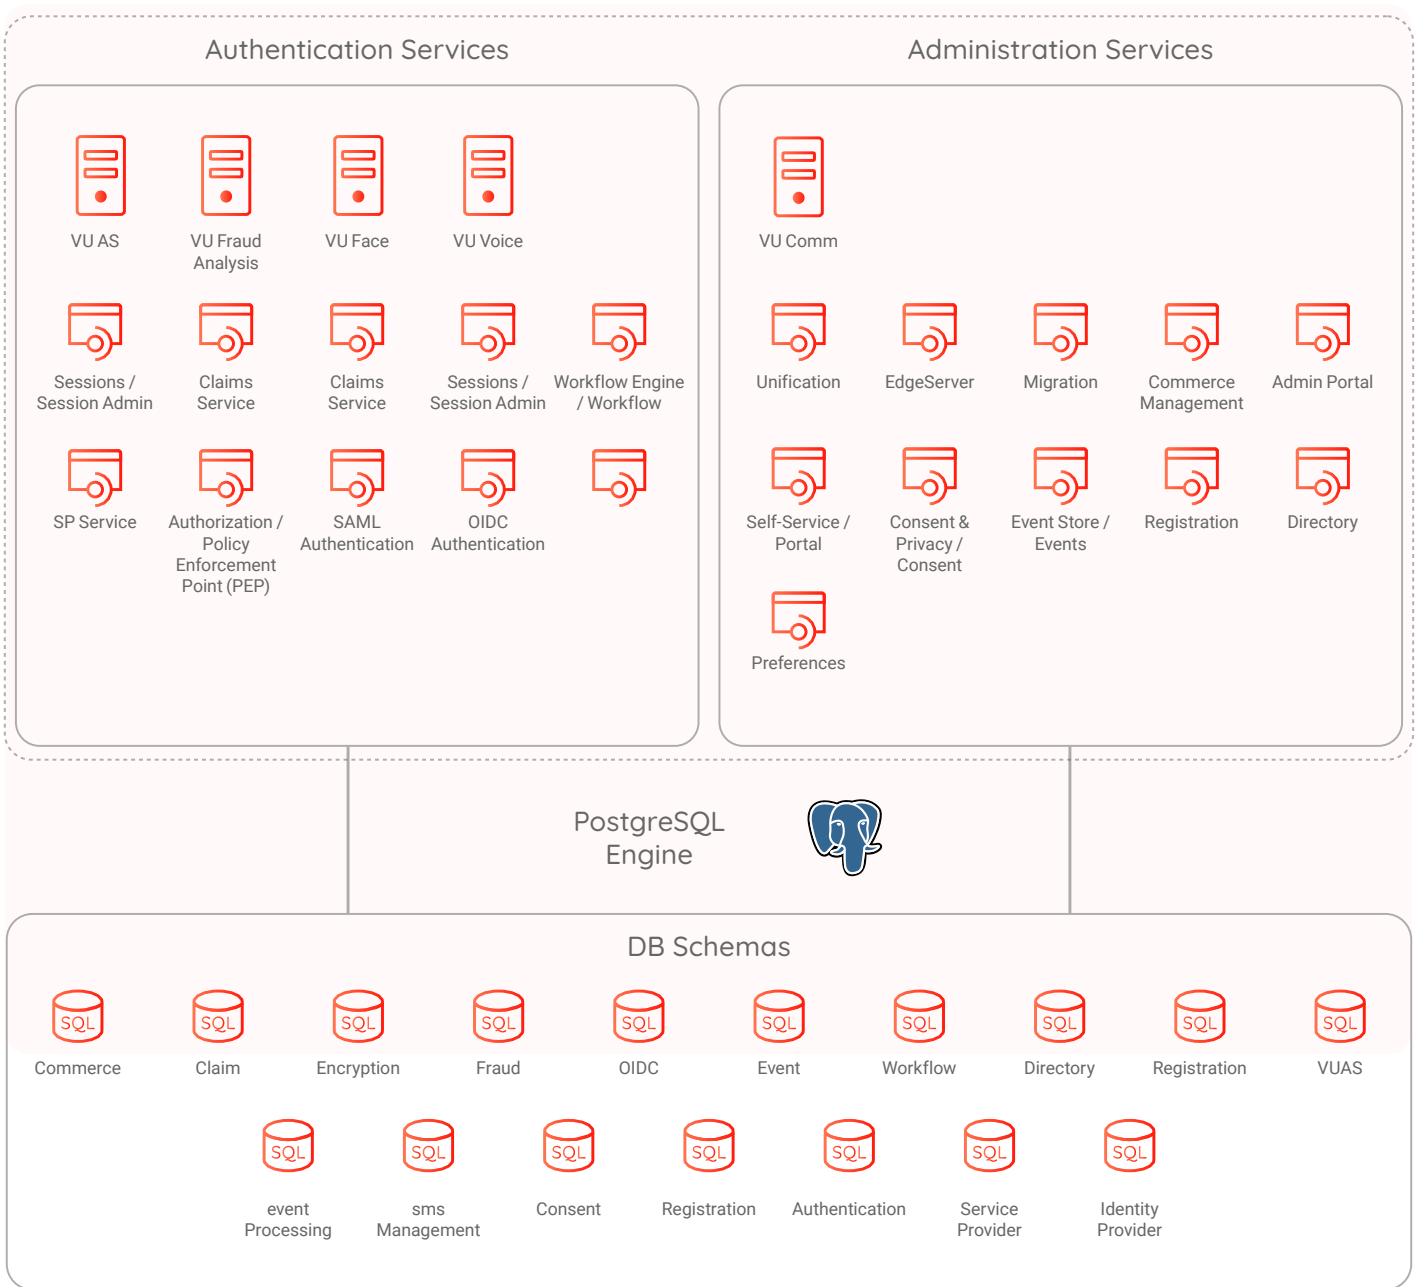 Authentication Services
Administration Services
VU AS
VU Fraud
Analysis
VU Face
VU Voice
VU Comm
Sessions /
Session Admin
Claims
Service
Claims
Service
Sessions /
Session Admin
Workflow Engine
/ Workflow
Unification
EdgeServer
Migration
Commerce
Management
Admin Portal
SP Service
Authorization /
Policy
Enforcement
Point (PEP)
SAML
Authentication
OIDC
Authentication
Self-Service /
Portal
Consent &
Privacy /
Consent
Event Store /
Events
Registration
Directory
Preferences
PostgreSQL
Engine
DB Schemas
SQL
SQL
SQL
SQL
SQL
SQL
SQL
SQL
SQL
SQL
Commerce
Claim
Encryption
Fraud
OIDC
Event
Workflow
Directory
Registration
VUAS
SQL
SQL
SQL
SQL
SQL
SQL
SQL
event
Processing
sms
Management
Consent
Registration
Authentication
Service
Provider
Identity
Provider